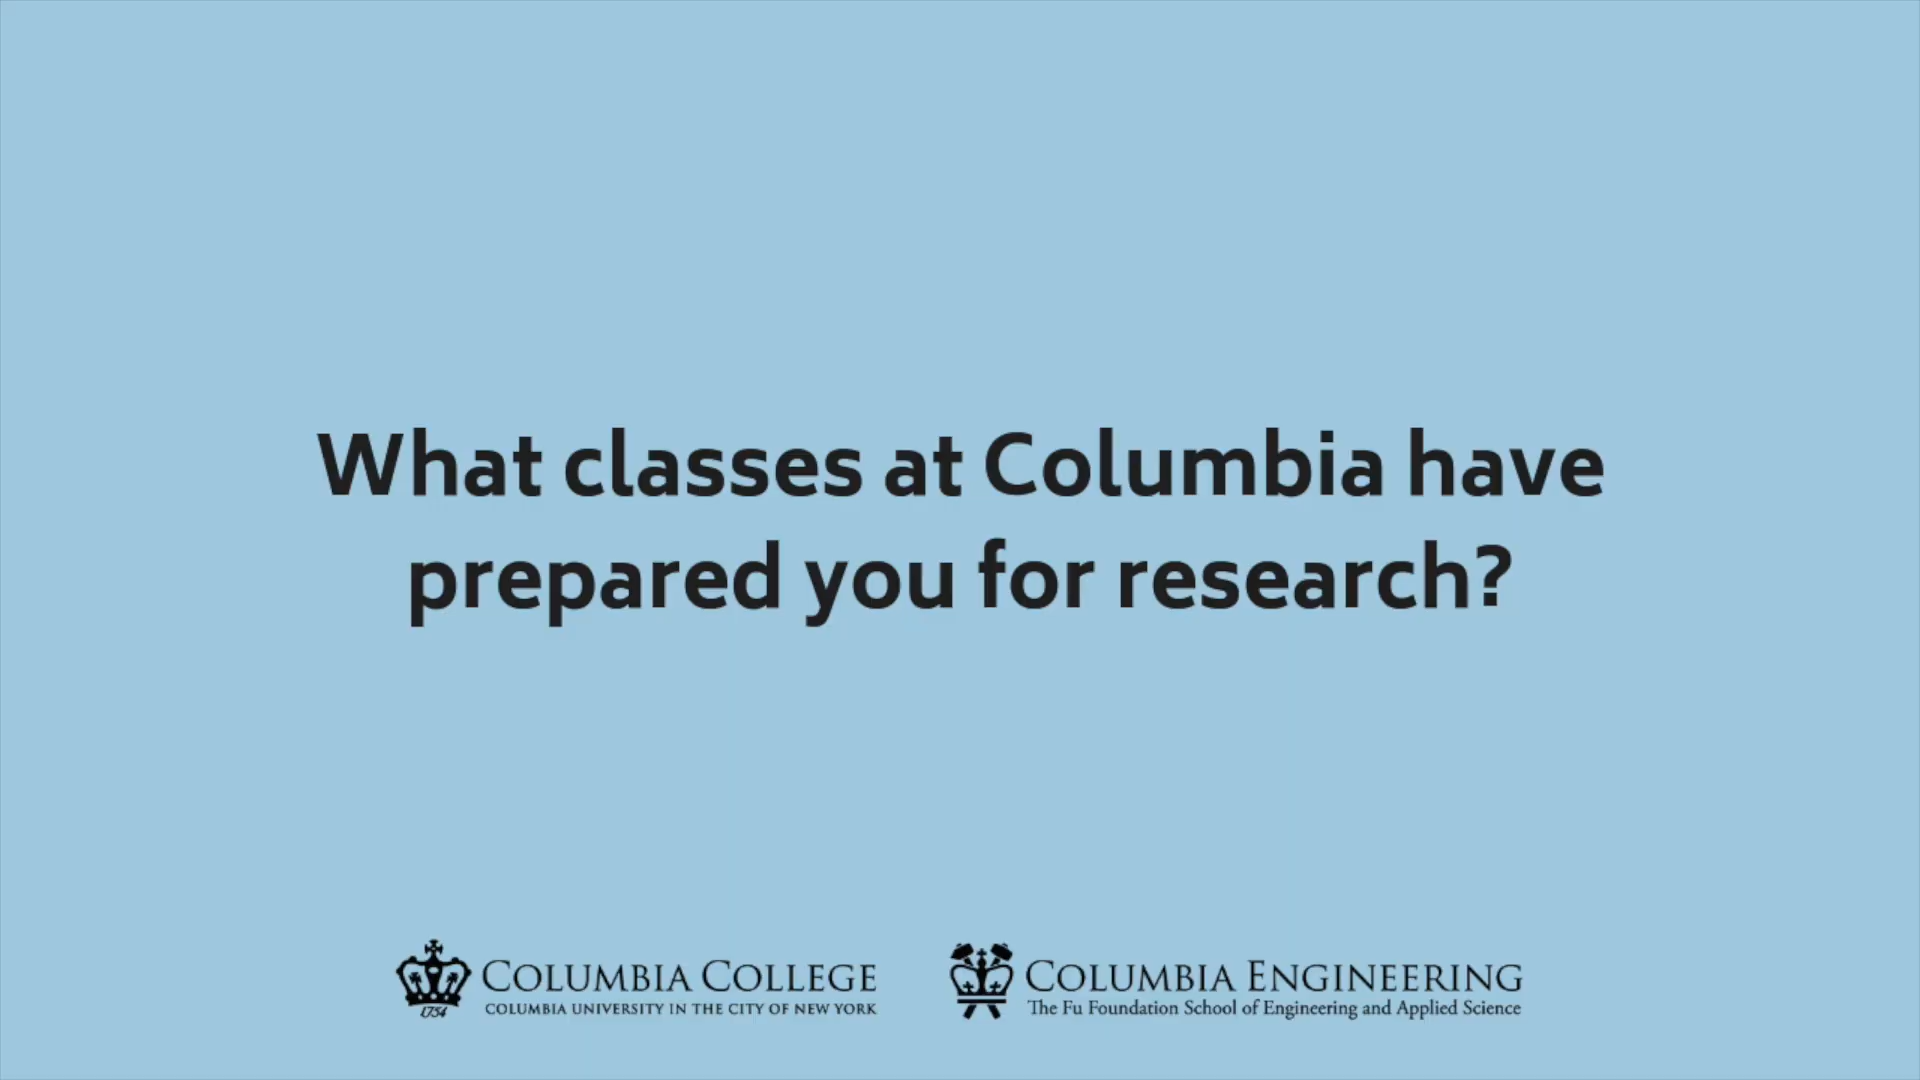 What classes at Columbia have
prepared you for research?
COLUMBIA COLLEGE
COLUMBIA UNIVERSITY IN THE CITY OF NEW YORK
1754
COLUMBIA ENGINEERING
The Fu Foundation School of Engineering and Applied Science